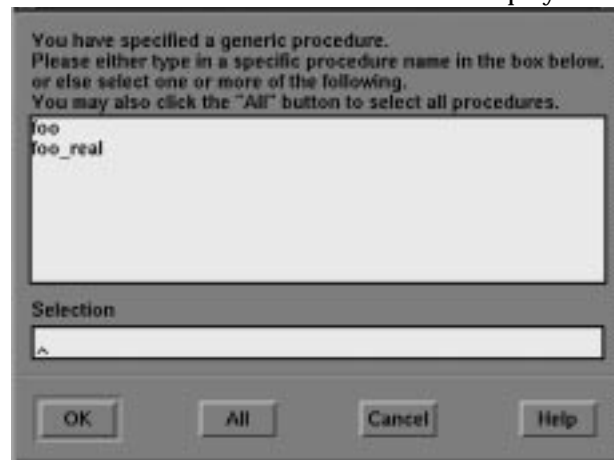 You have specified a generic procedure.
Please either type in a specific procedure name in the box below,
or else select one or more of the following.
You may also click the "All" button to select all procedures.
foo
foo_real
Selection
^
OK
All
Cancel
Help